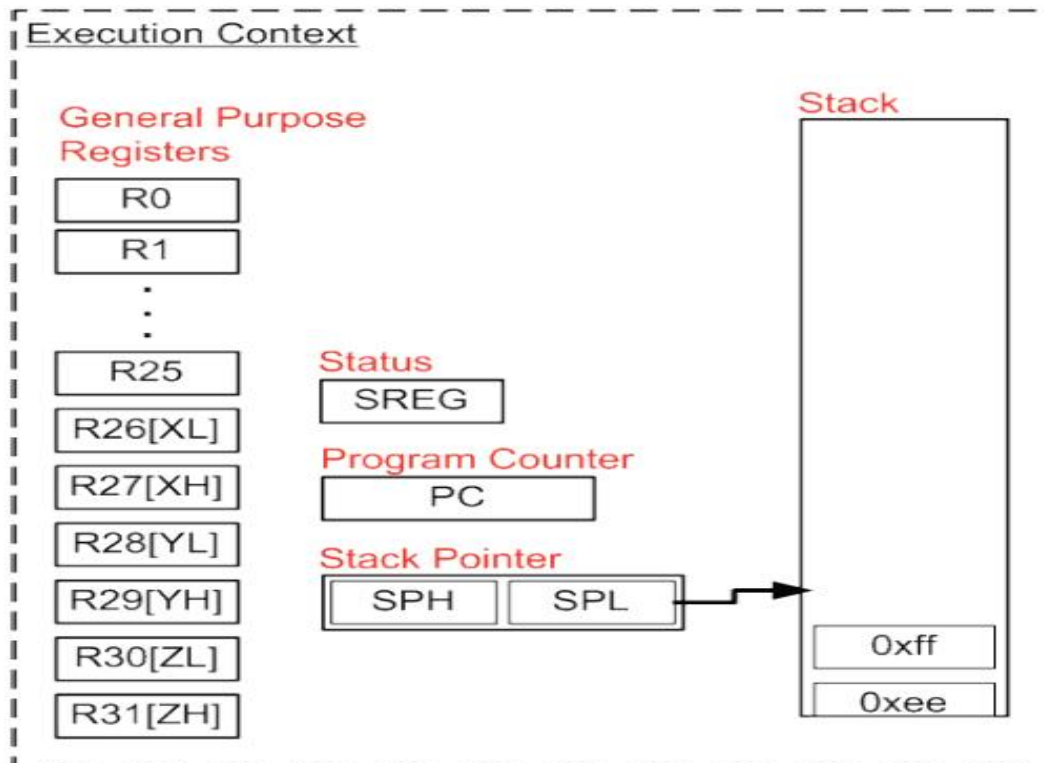 Execution Context
General Purpose
Registers
R0
R1
R25
R26[XL]
R27[XH]
R28[YL]
R29[YH]
R30[ZL]
R31[ZH]
Status
SREG
Program Counter
PC
Stack Pointer
SPH
SPL
Stack
0xff
0xee